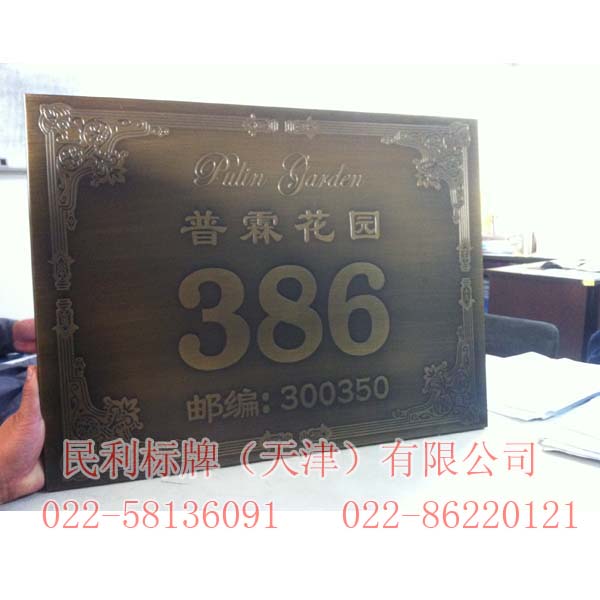 Pulin Garden
普霖花园
386
邮编:300350
民利标牌（天津）有限公司
022-58136091 022-86220121